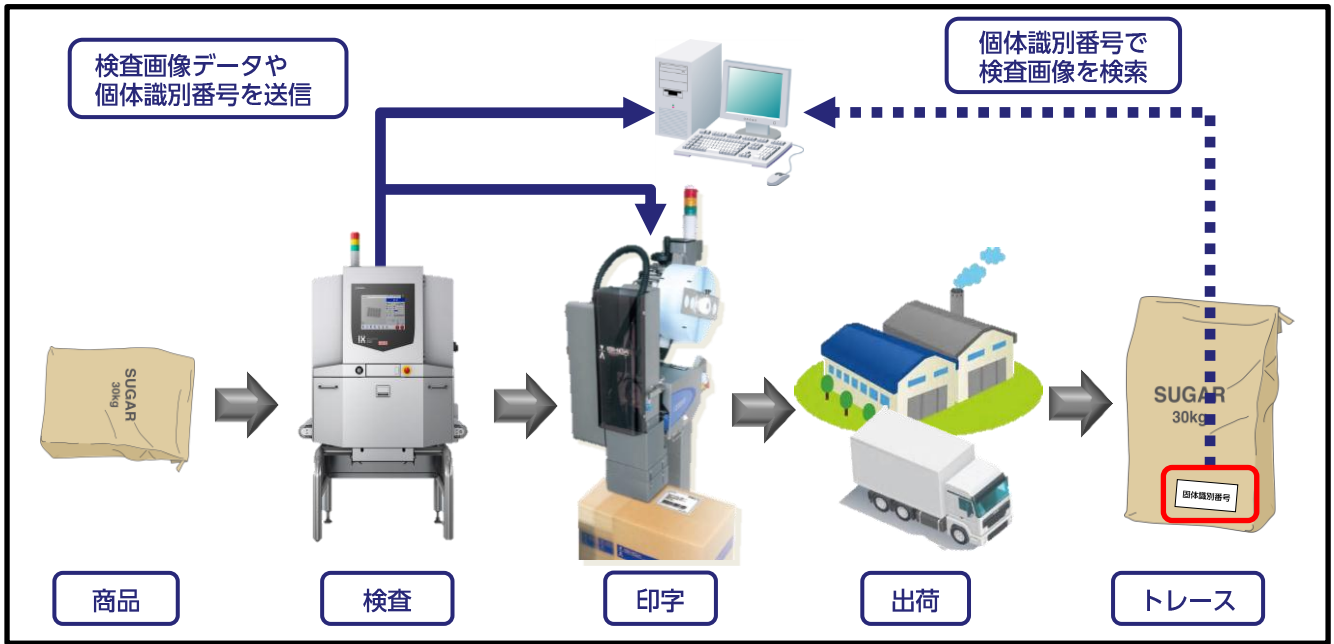 検査画像データや
個体識別番号を送信
個体識別番号で
検査画像を検索
SUGAR
30kg
IX
SUGAR
30kg
固体識別番号
商品
検査
印字
出荷
トレース